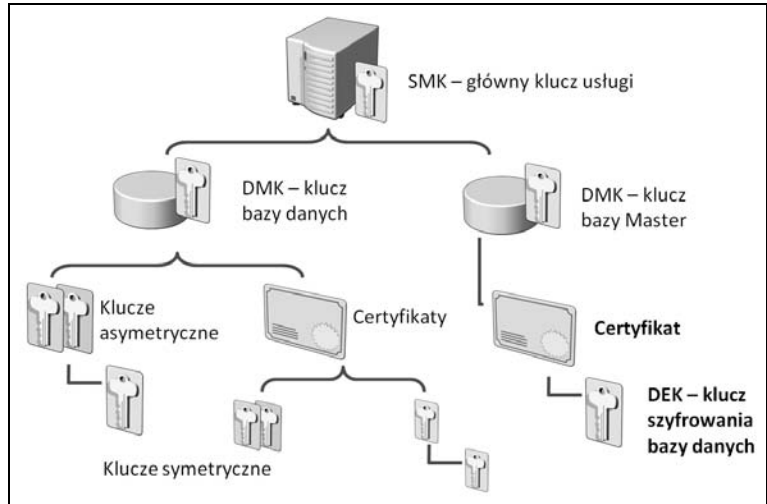 SMK – główny klucz usługi
DMK – klucz
bazy danych
DMK – klucz
bazy Master
Klucze
asymetryczne
Certyfikaty
Certyfikat
DEK – klucz
szyfrowania
bazy danych
Klucze symetryczne